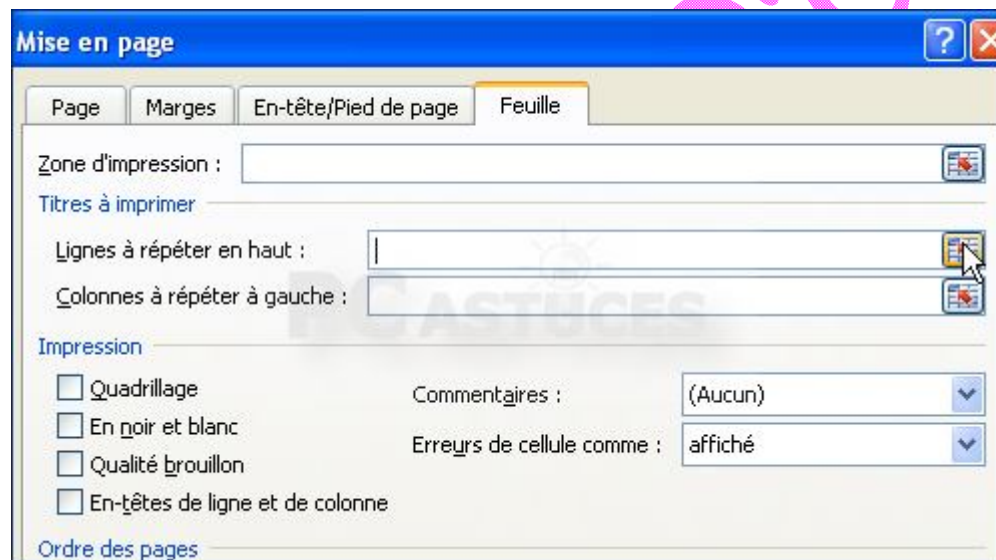 Mise en page
Page Marges En-tête/Pied de page Feuille
Zone d'impression :
Titres à imprimer
Lignes à répéter en haut :
Colonnes à répéter à gauche :
PC ASTUCES
Impression
Quadrillage
Commentaires : (Aucun)
En noir et blanc
Erreurs de cellule comme : affiché
Qualité brouillon
En-têtes de ligne et de colonne
Ordre des pages